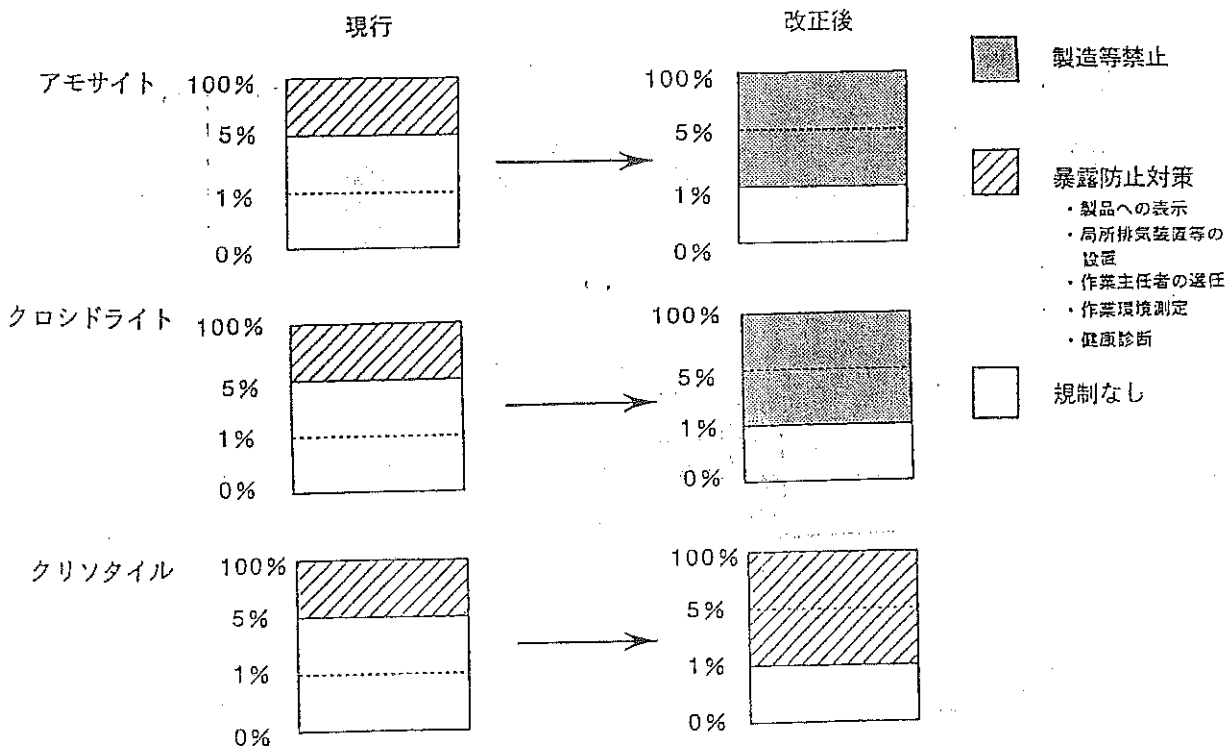 現行
改正後
アモサイト
100%
5%
1%
0%
100%
5%
1%
0%
クロシドライト
100%
5%
1%
0%
100%
5%
1%
0%
クリソタイル
100%
5%
1%
0%
100%
5%
1%
0%
製造等禁止
暴露防止対策
・製品への表示
・局所排気装置等の
設置
・作業主任者の選任
・作業環境測定
・健康診断
規制なし